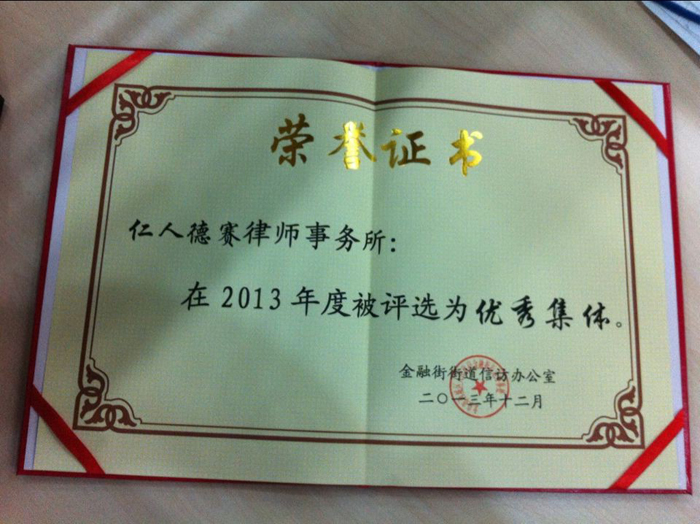 荣誉证书
仁人德赛律师事务所：
在2013年度被评选为优秀集体。
金融街街道信访办公室
二〇一三年十二月